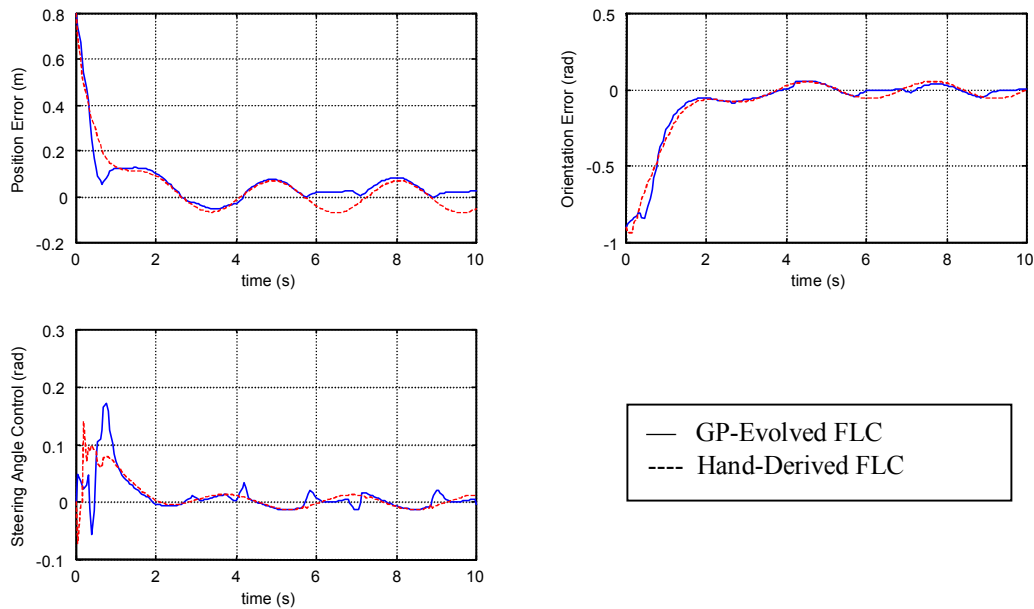 0.8
0.6
0.4
0.2
0
-0.2
Position Error (m)
0 2 4 6 8 10
time (s)
0.5
0
-0.5
-1
Orientation Error (rad)
0 2 4 6 8 10
time (s)
0.3
0.2
0.1
0
-0.1
Steering Angle Control (rad)
0 2 4 6 8 10
time (s)
GP-Evolved FLC
Hand-Derived FLC